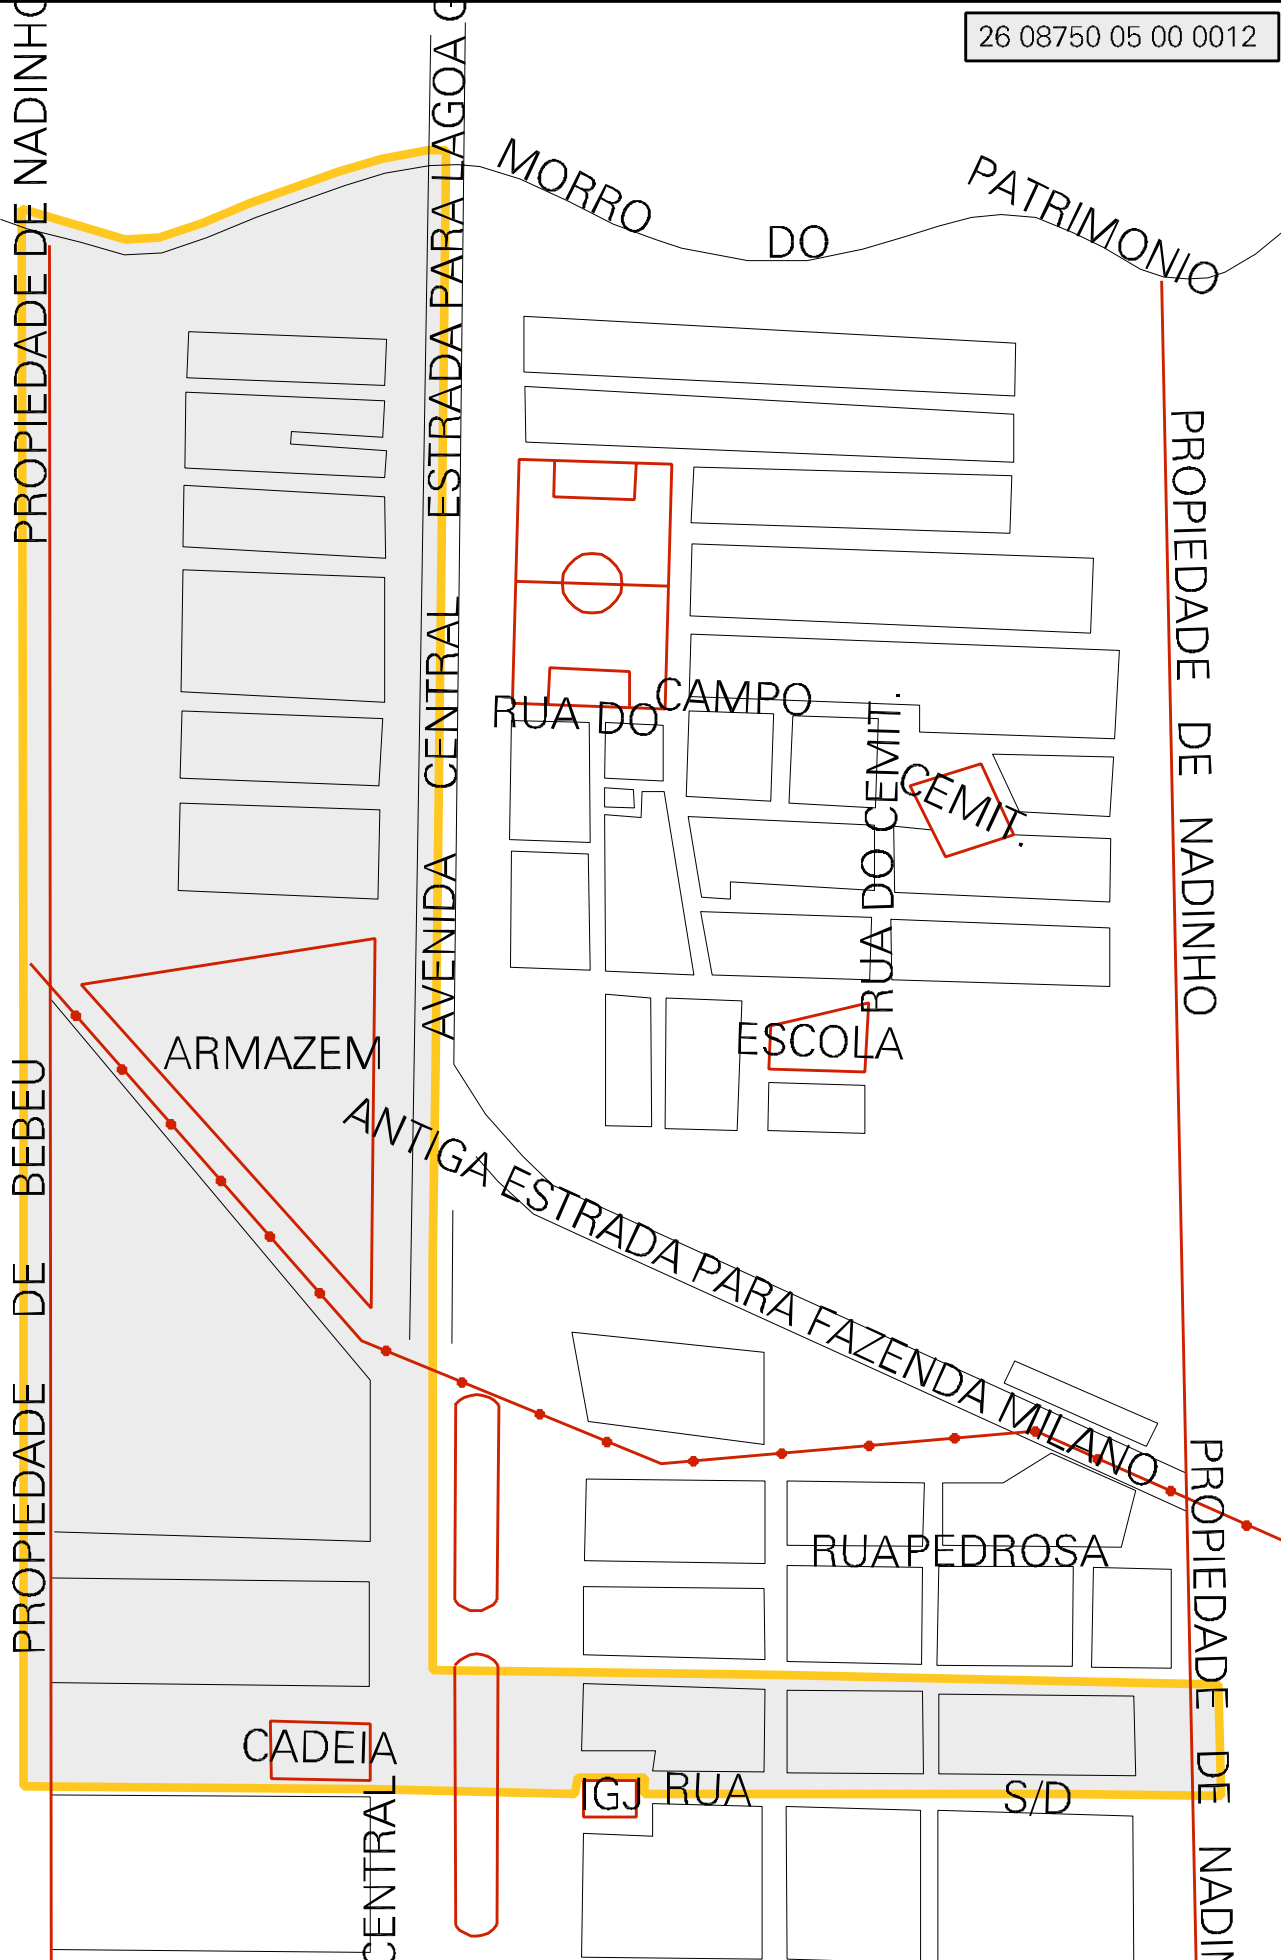 26 08750 05 00 0012
PROPIEDADE DE NADINHO
ESTRADA PARA LAGOA G
MORRO DO PATRIMONIO
PROPIEDADE DE NADINHO
AVENIDA CENTRAL
RUA DO CAMPO
RUA DO CEMIT.
CEMIT.
ESCOLA
ARMAZEM
ANTIGA ESTRADA PARA FAZENDA MILANO
PROPIEDADE DE BEBEU
RUA PEDROSA
PROPIEDADE DE NADIN
CADEIA
IGJ
RUA S/D
CENTRAL